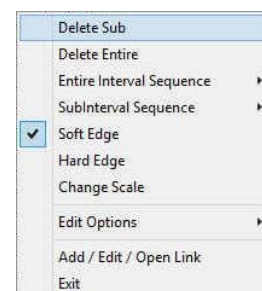 Delete Sub
Delete Entire
Entire Interval Sequence
SubInterval Sequence
Soft Edge
Hard Edge
Change Scale
Edit Options
Add / Edit / Open Link
Exit